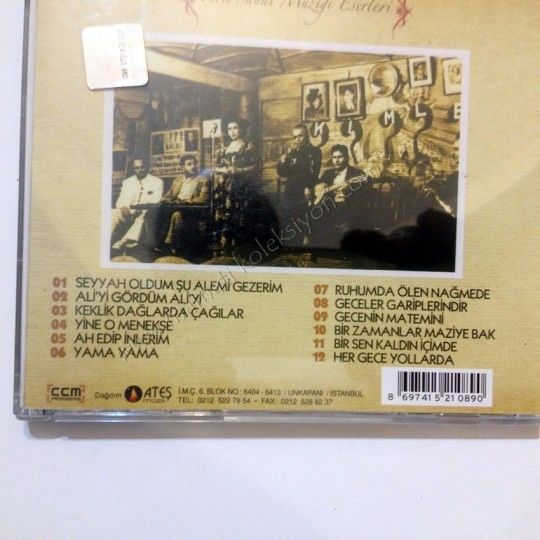 Müziği Eserleri
01 SEYYAH OLDUM ŞU ALEMİ GEZERİM
02 ALİ'Yİ GÖRDÜM ALİ'Yİ
03 KEKLİK DAĞLARDA ÇAĞILAR
04 YİNE O MENEKŞE
05 AH EDİP İNLERİM
06 YAMA YAMA
07 RUHUMDA ÖLEN NAĞMEDE
08 GECELER GARİPLERİNDİR
09 GECENİN MATEMİNİ
10 BİR ZAMANLAR MAZİYE BAK
11 BİR SEN KALDIN İÇİMDE
12 HER GECE YOLLARDA
CCM
Dağıtım
ATEŞ
müzik
İ.M.Ç. 6. BLOK NO : 6404 - 6413 / UNKAPANI / İSTANBUL
TEL: 0212 522 79 54 • FAX: 0212 528 82 37
8 697415 210890